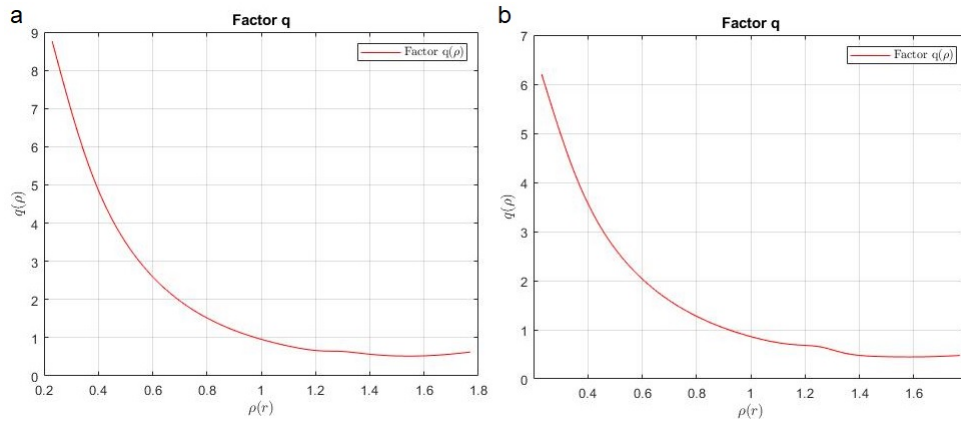 a
Factor q
Factor q(ρ)
9
8
7
6
5
4
3
2
1
0
q(ρ)
0.2 0.4 0.6 0.8 1 1.2 1.4 1.6 1.8
ρ(r)
b
Factor q
Factor q(ρ)
7
6
5
4
3
2
1
0
q(ρ)
0.4 0.6 0.8 1 1.2 1.4 1.6
ρ(r)